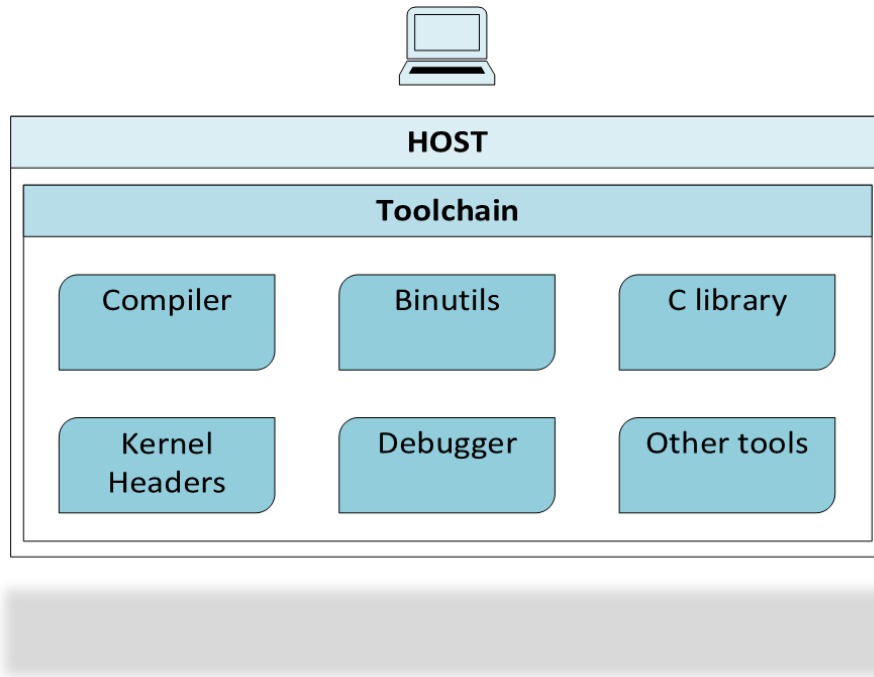 HOST
Toolchain
Compiler
Binutils
C library
Kernel
Headers
Debugger
Other tools